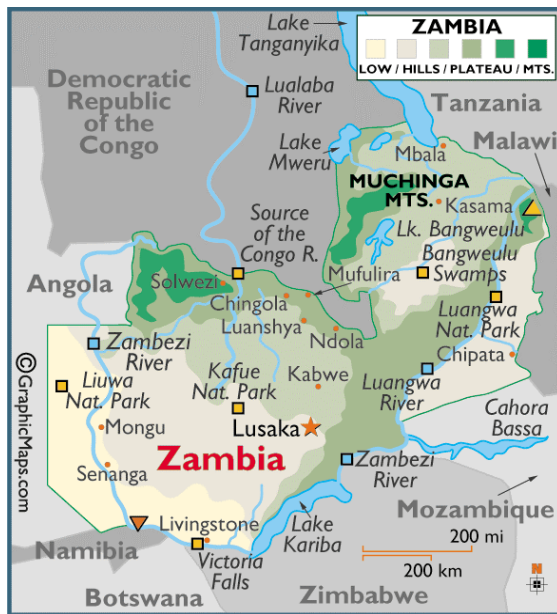 Lake
Tanganyika
ZAMBIA
LOW / HILLS / PLATEAU / MTS.
Democratic
Republic
of the
Congo
Lualaba
River
Tanzania
Lake
Mweru
Mbala
Malawi
MUCHINGA
MTS.
Kasama
Source
of the
Congo R.
Lk. Bangweulu
Bangweulu
Swamps
Angola
Solwezi
Mufulira
Chingola
Luanshya
Ndola
Luangwa
Nat. Park
Zambezi
River
Chipata
Liuwa
Nat. Park
Kafue
Nat. Park
Kabwe
Luangwa
River
Mongu
Lusaka
Cahora
Bassa
Zambia
Senanga
Zambezi
River
Mozambique
Livingstone
Lake
Kariba
Namibia
Victoria
Falls
200 mi
200 km
N
Botswana
Zimbabwe
©GraphicMaps.com